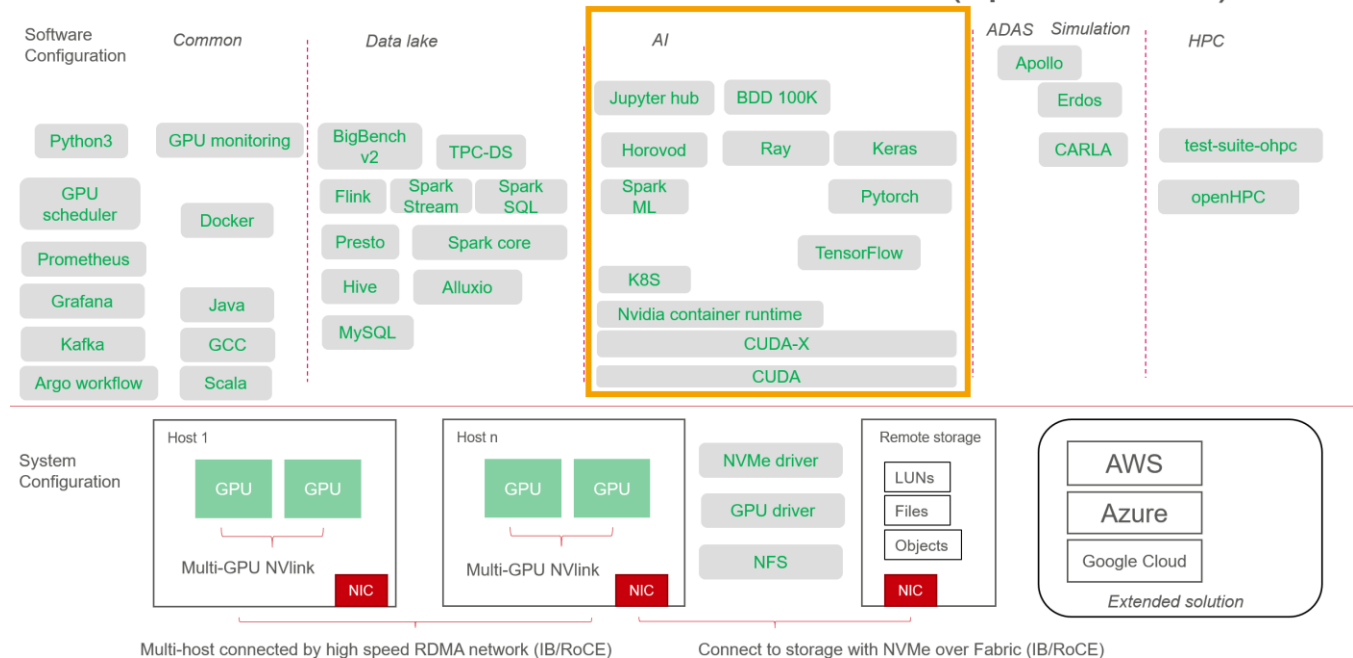 Software
Configuration
Common
Data lake
AI
ADAS
Simulation
HPC
Apollo
Jupyter hub
BDD 100K
Erdos
Python3
GPU monitoring
BigBench
v2
TPC-DS
Horovod
Ray
Keras
CARLA
test-suite-ohpc
GPU
scheduler
Docker
Flink
Spark
Stream
Spark
SQL
Spark
ML
Pytorch
openHPC
Prometheus
Presto
Spark core
TensorFlow
Grafana
Java
Hive
Alluxio
K8S
Nvidia container runtime
Kafka
GCC
MySQL
CUDA-X
Argo workflow
Scala
CUDA
System
Configuration
Host 1
GPU
GPU
Multi-GPU NVlink
NIC
Host n
GPU
GPU
Multi-GPU NVlink
NIC
NVMe driver
GPU driver
NFS
Remote storage
LUNs
Files
Objects
NIC
AWS
Azure
Google Cloud
Extended solution
Multi-host connected by high speed RDMA network (IB/RoCE)
Connect to storage with NVMe over Fabric (IB/RoCE)